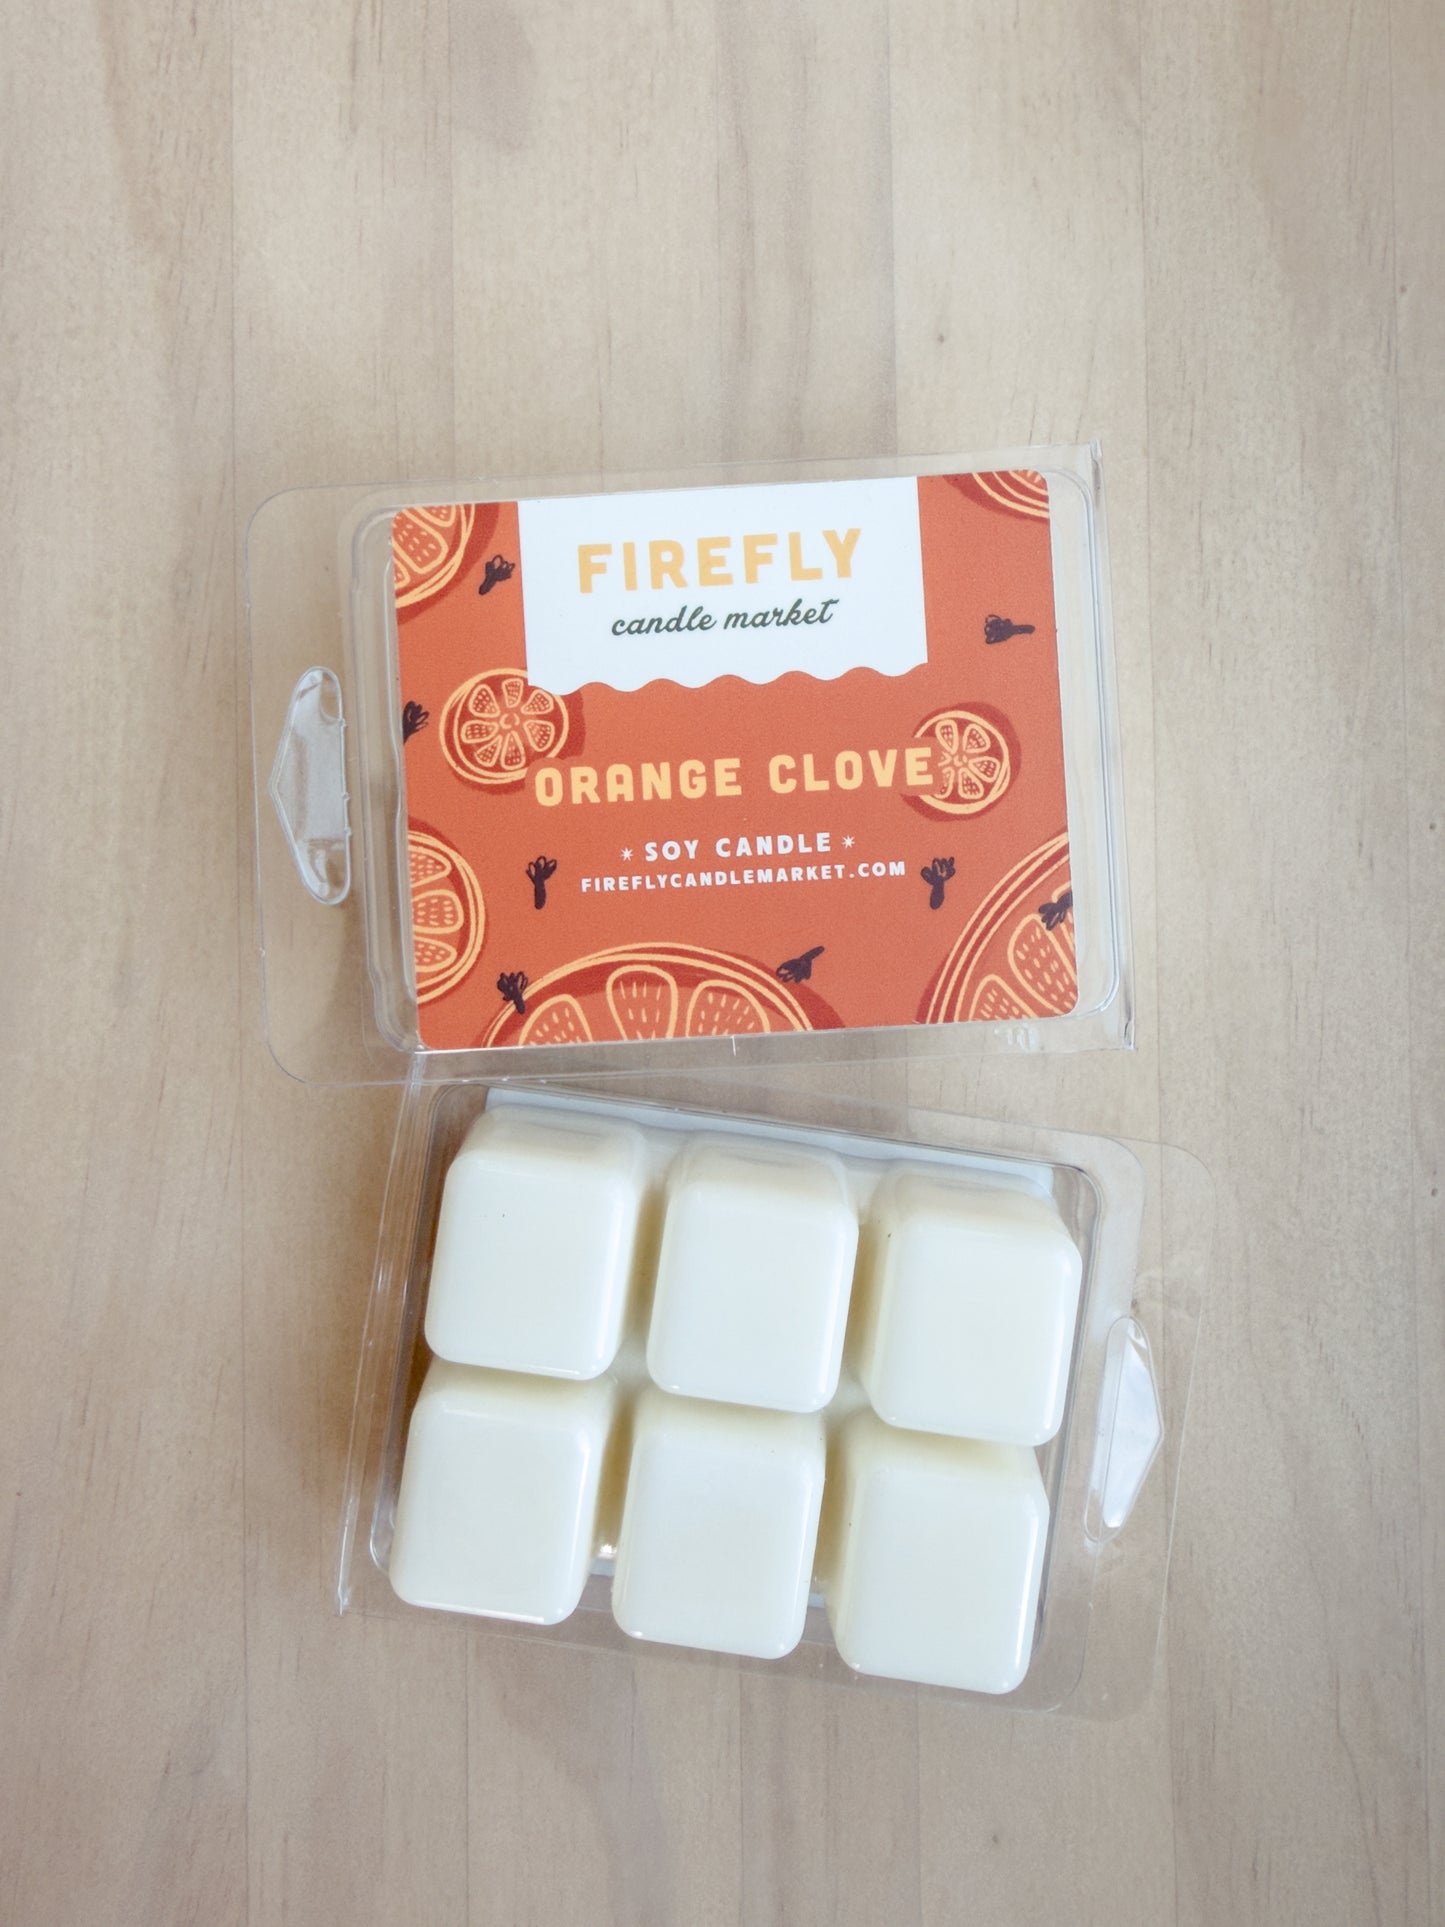 FIREFLY
candle market
ORANGE CLOVE
* SOY CANDLE *
FIREFLYCANDLEMARKET.COM